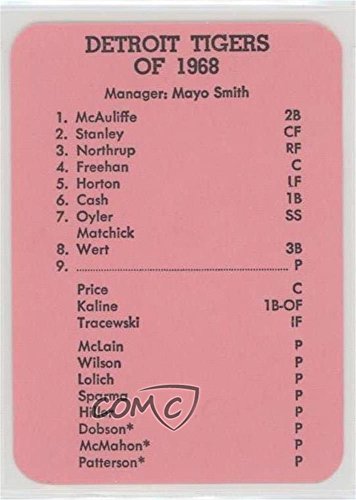 DETROIT TIGERS
OF 1968
Manager: Mayo Smith
1. McAuliffe 2B
2. Stanley CF
3. Northrup RF
4. Freehan C
5. Horton LF
6. Cash 1B
7. Oyler SS
Matchick
8. Wert 3B
9. .................................................. P
Price C
Kaline 1B-OF
Tracewski IF
McLain P
Wilson P
Lolich P
Sparma P
COMC
Hiller P
Dobson* P
McMahon* P
Patterson* P